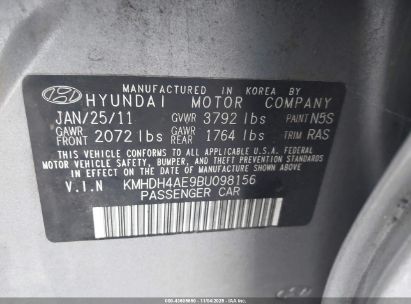 MANUFACTURED IN KOREA BY
HYUNDAI MOTOR COMPANY
JAN/25/11 GVWR 3792 lbs PAINT N5S
GAWR FRONT 2072 lbs GAWR REAR 1764 lbs TRIM RAS
THIS VEHICLE CONFORMS TO ALL APPLICABLE FEDERAL
MOTOR VEHICLE SAFETY, BUMPER, AND THEFT PREVENTION
STANDARDS IN EFFECT ON THE DATE OF MANUFACTURE SHOWN ABOVE.
V.I.N KMHDH4AE9BU098156
PASSENGER CAR